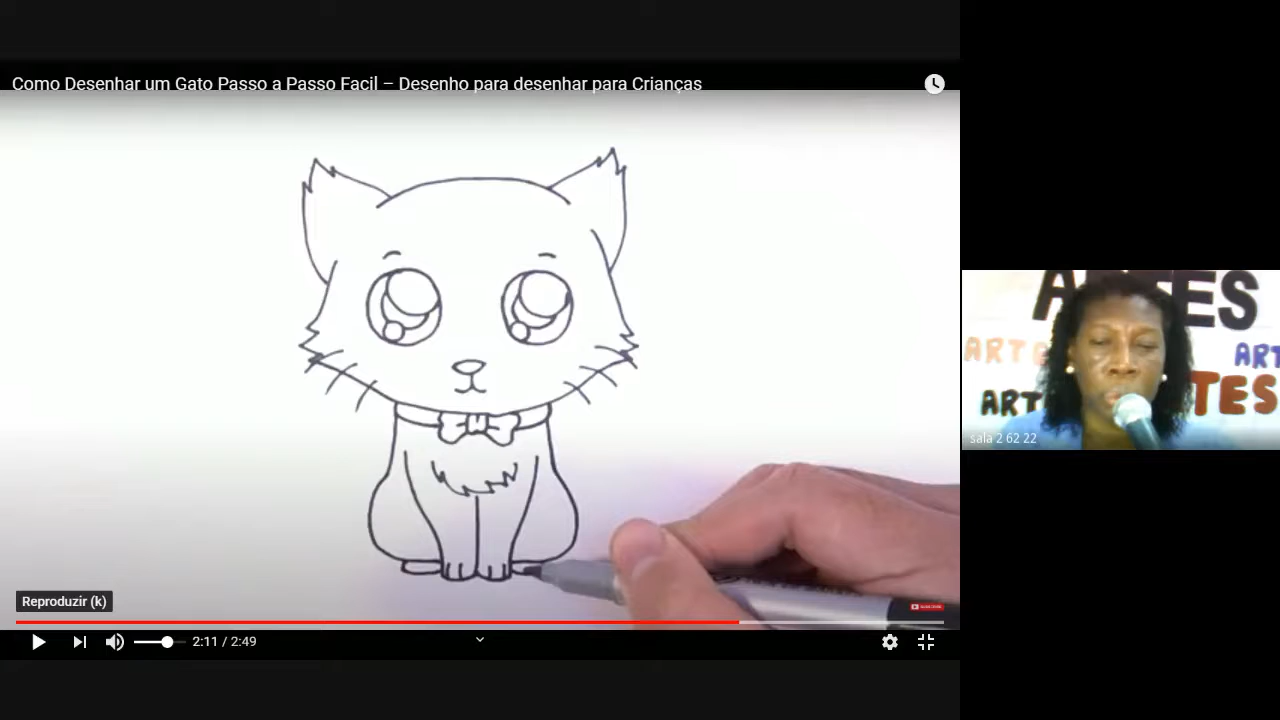 Como Desenhar um Gato Passo a Passo Facil – Desenho para desenhar para Crianças
Reproduzir (k)
2:11 / 2:49
ARTES
ARTE
ART
ART
TES
sala 2 62 22